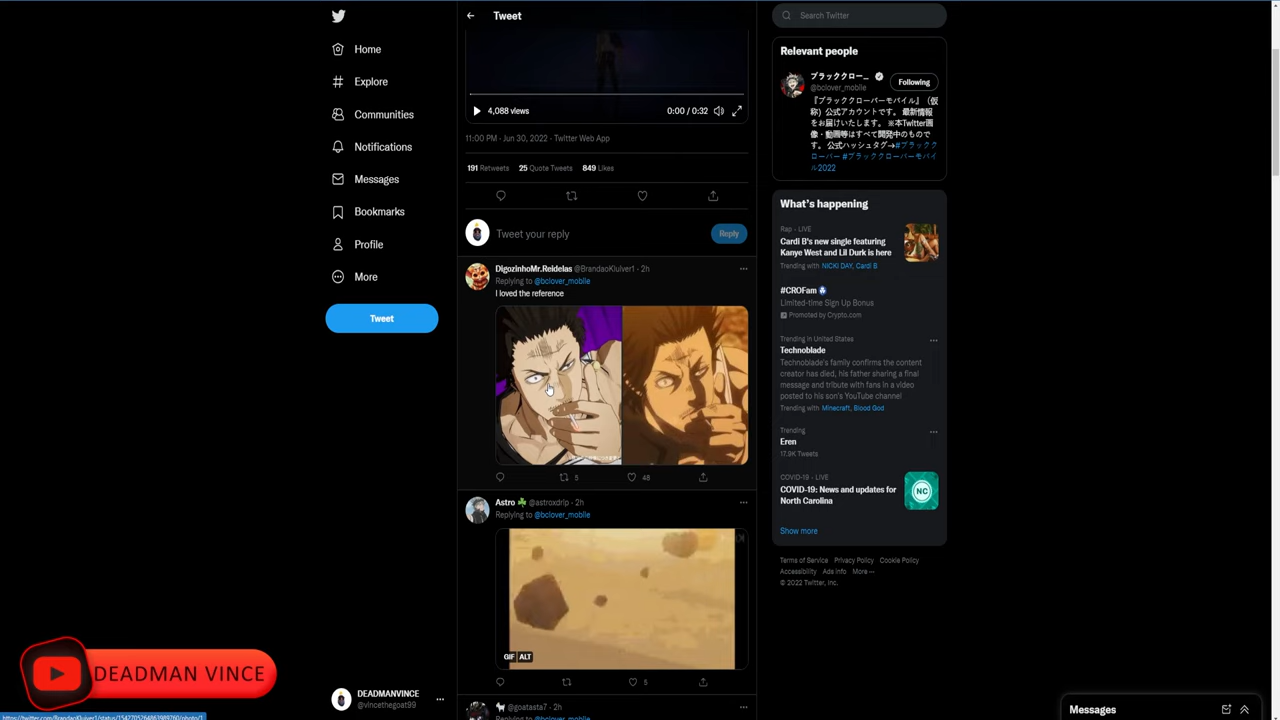 Home
Explore
Communities
Notifications
Messages
Bookmarks
Profile
More
Tweet
DEADMAN VINCE
DEADMANVINCE
@vincethegoat99
Tweet
4,088 views
0:00 / 0:32
11:00 PM · Jun 30, 2022 · Twitter Web App
191 Retweets 25 Quote Tweets 849 Likes
Tweet your reply
Reply
DigozinhoMr.Reidelas @BrandaoKluiver1 · 2h
Replying to @bclover_mobile
I loved the reference
5
48
Astro @astroxdrip · 2h
Replying to @bclover_mobile
GIF ALT
5
@goatasta7 · 2h
Replying to @bclover_mobile
Search Twitter
Relevant people
ブラッククロー...
@bclover_mobile
Following
『ブラッククローバーモバイル』（仮
称）公式アカウントです。 最新情報
をお届けいたします。 ※本Twitter画
像・動画等はすべて開発中のもので
す。 公式ハッシュタグ→#ブラックク
ローバー #ブラッククローバーモバイ
ル2022
What's happening
Rap · LIVE
Cardi B's new single featuring
Kanye West and Lil Durk is here
Trending with NICKI DAY, Cardi B
#CROFam
Limited-time Sign Up Bonus
Promoted by Crypto.com
Trending in United States
Technoblade
Technoblade's family confirms the content
creator has died, his father sharing a final
message and tribute with fans in a video
posted to his son's YouTube channel
Trending with Minecraft, Blood God
Trending
Eren
17.9K Tweets
COVID-19 · LIVE
COVID-19: News and updates for
North Carolina
NC
Show more
Terms of Service Privacy Policy Cookie Policy
Accessibility Ads info More ...
© 2022 Twitter, Inc.
Messages